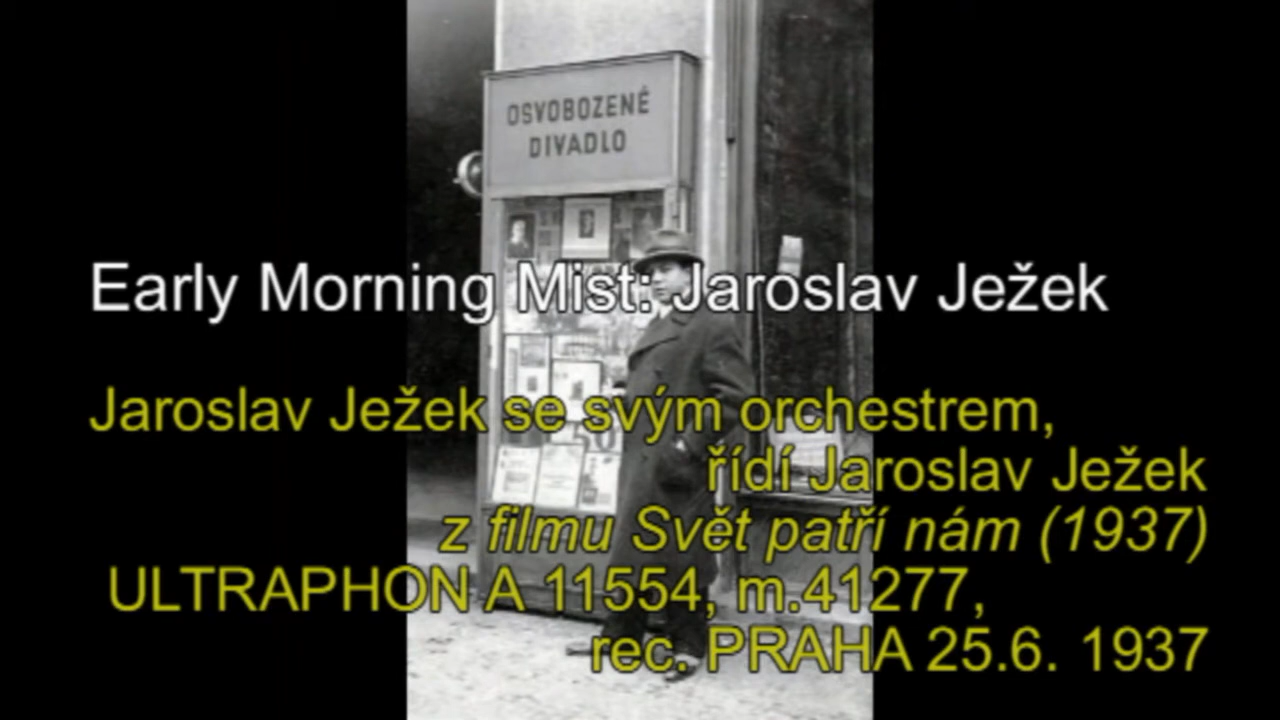 OSVOBOZENÉ
DIVADLO
Early Morning Mist: Jaroslav Ježek
Jaroslav Ježek se svým orchestrem,
řídí Jaroslav Ježek
z filmu Svět patří nám (1937)
ULTRAPHON A 11554, m.41277,
rec. PRAHA 25.6. 1937